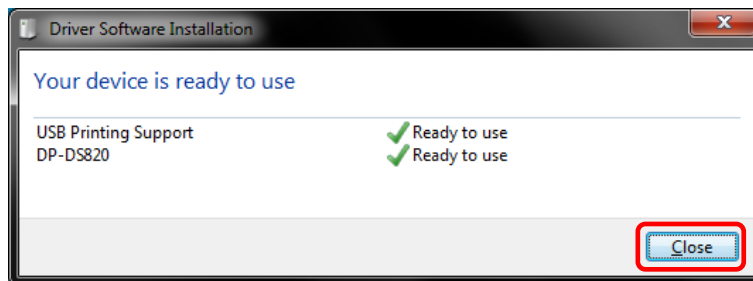 Driver Software Installation
Your device is ready to use
USB Printing Support Ready to use
DP-DS820 Ready to use
Close